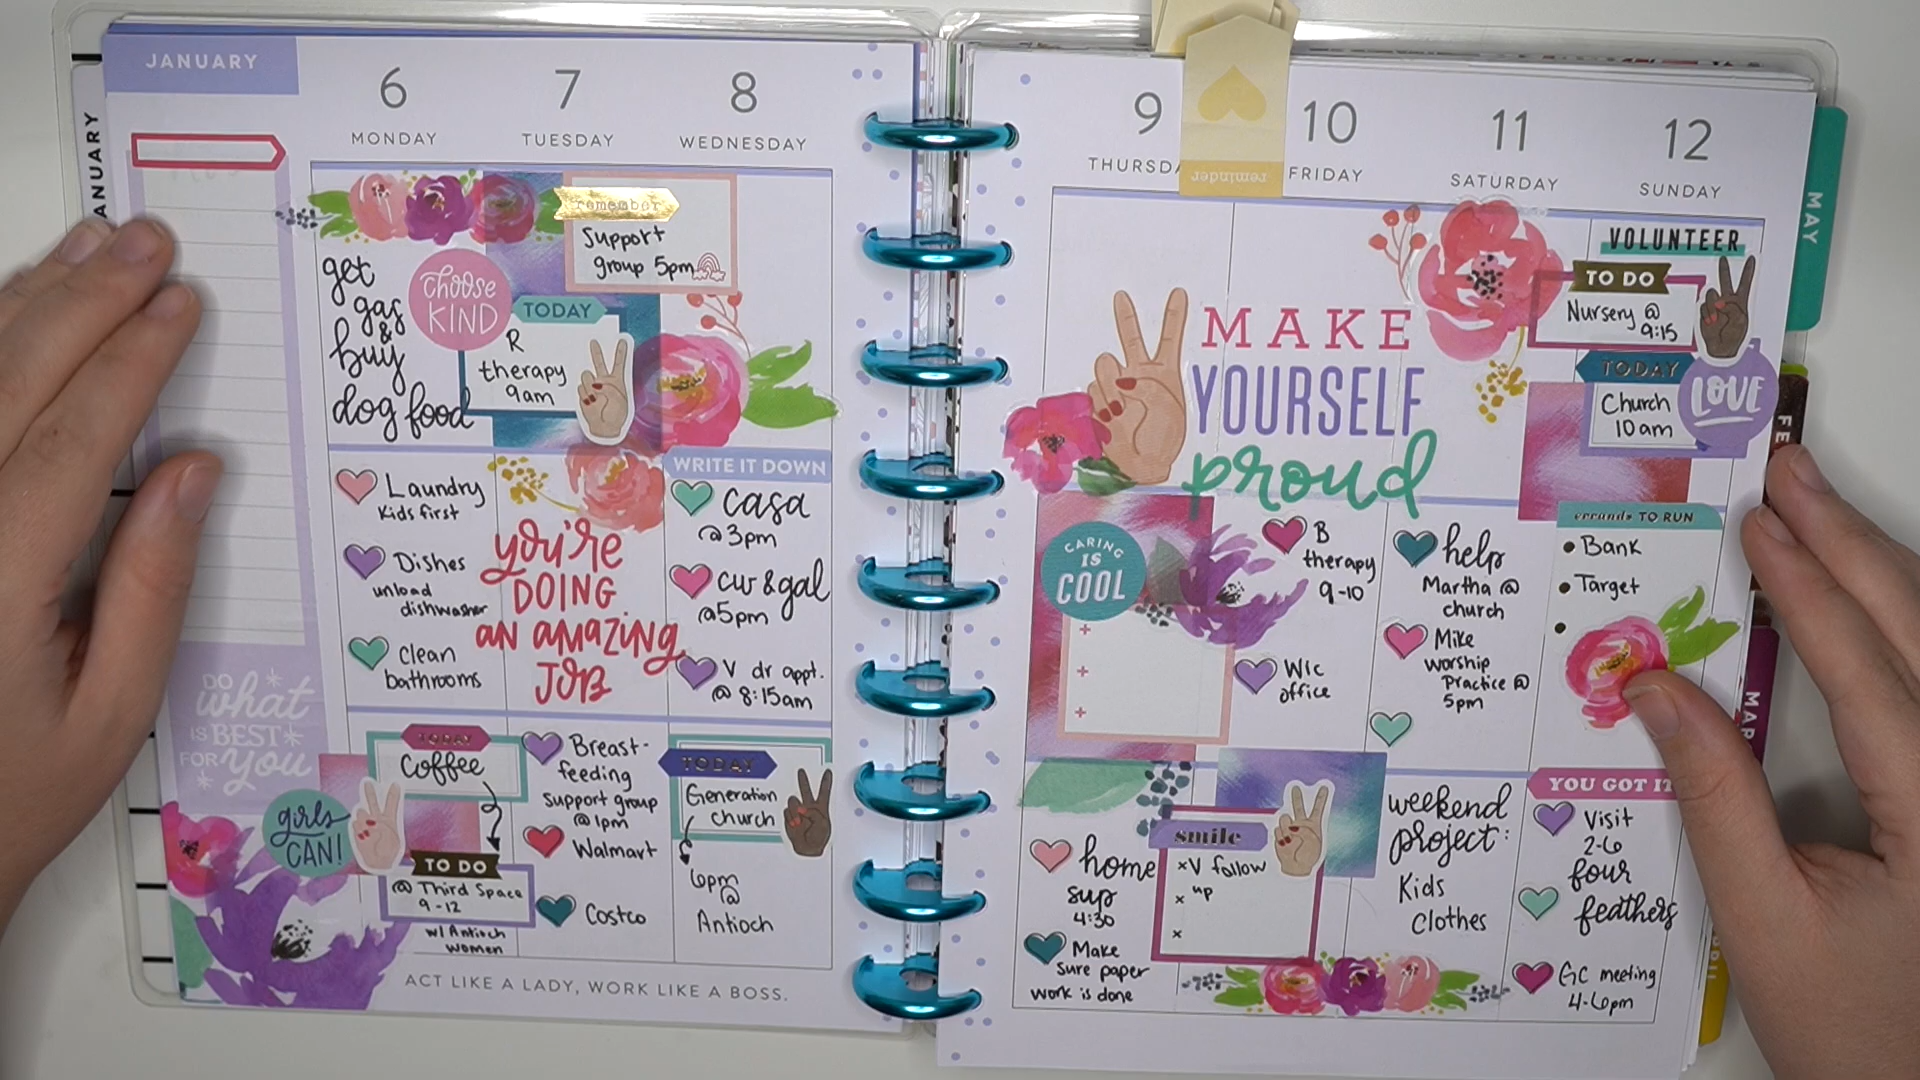 JANUARY
JANUARY
6
MONDAY
7
TUESDAY
8
WEDNESDAY
remember
Support
group 5pm
get
gas
&
buy
dog food
choose
KIND
TODAY
R
therapy
9am
Laundry
Kids first
Dishes
unload
dishwasher
Clean
bathrooms
you're
DOING
AN AMAZING
JOB
WRITE IT DOWN
casa
@3pm
cw & gal
@5pm
V dr appt.
@ 8:15am
DO
what
IS BEST
FOR you
girls
CAN!
TODAY
Coffee
TO DO
@ Third Space
9-12
w/ Antioch
women
Breast-
feeding
support group
@ 1pm
Walmart
Costco
TODAY
Generation
church
6pm
@
Antioch
ACT LIKE A LADY, WORK LIKE A BOSS.
9
THURSDA
reminder
10
FRIDAY
11
SATURDAY
12
SUNDAY
MAKE
YOURSELF
proud
VOLUNTEER
TO DO
Nursery @
9:15
TODAY
Church
10am
LOVE
CARING
IS
COOL
B
therapy
9-10
Wic
office
help
Martha @
church
Mike
worship
Practice @
5pm
errands TO RUN
Bank
Target
home
sup
4:30
Make
sure paper
work is done
smile
xV follow
up
x
x
weekend
project:
Kids
Clothes
YOU GOT IT
Visit
2-6
four
feathers
GC meeting
4-6pm
MAY
FE
MAR
APRIL